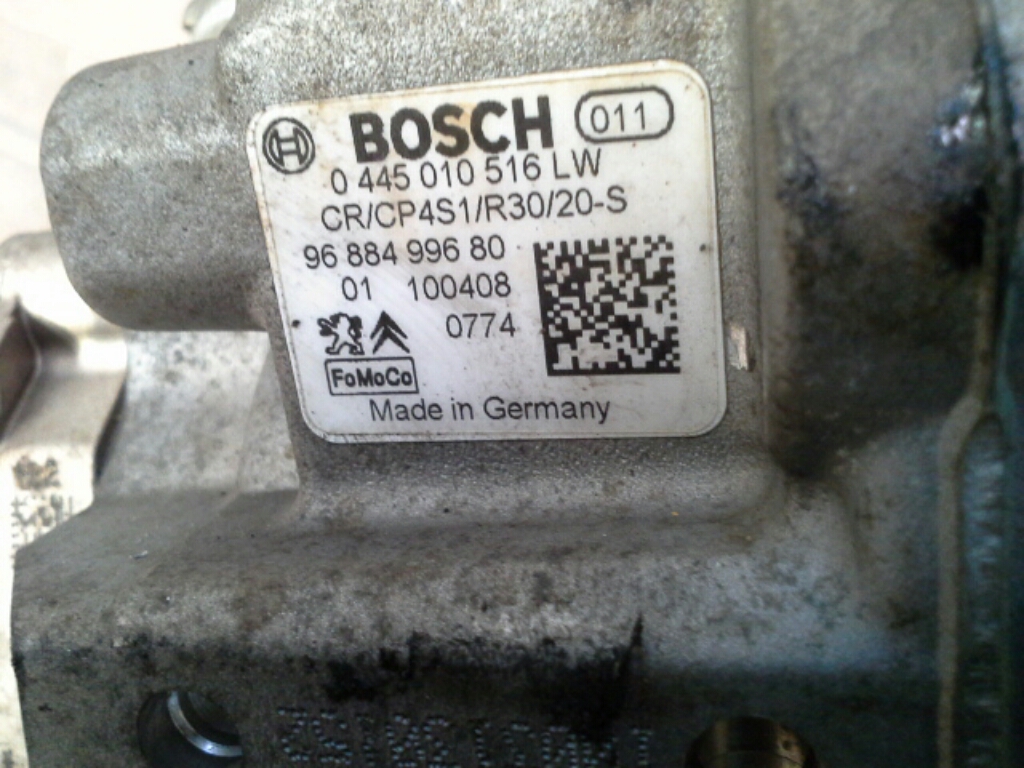 BOSCH 011
0 445 010 516 LW
CR/CP4S1/R30/20-S
96 884 996 80
01 100408
0774
FoMoCo
Made in Germany